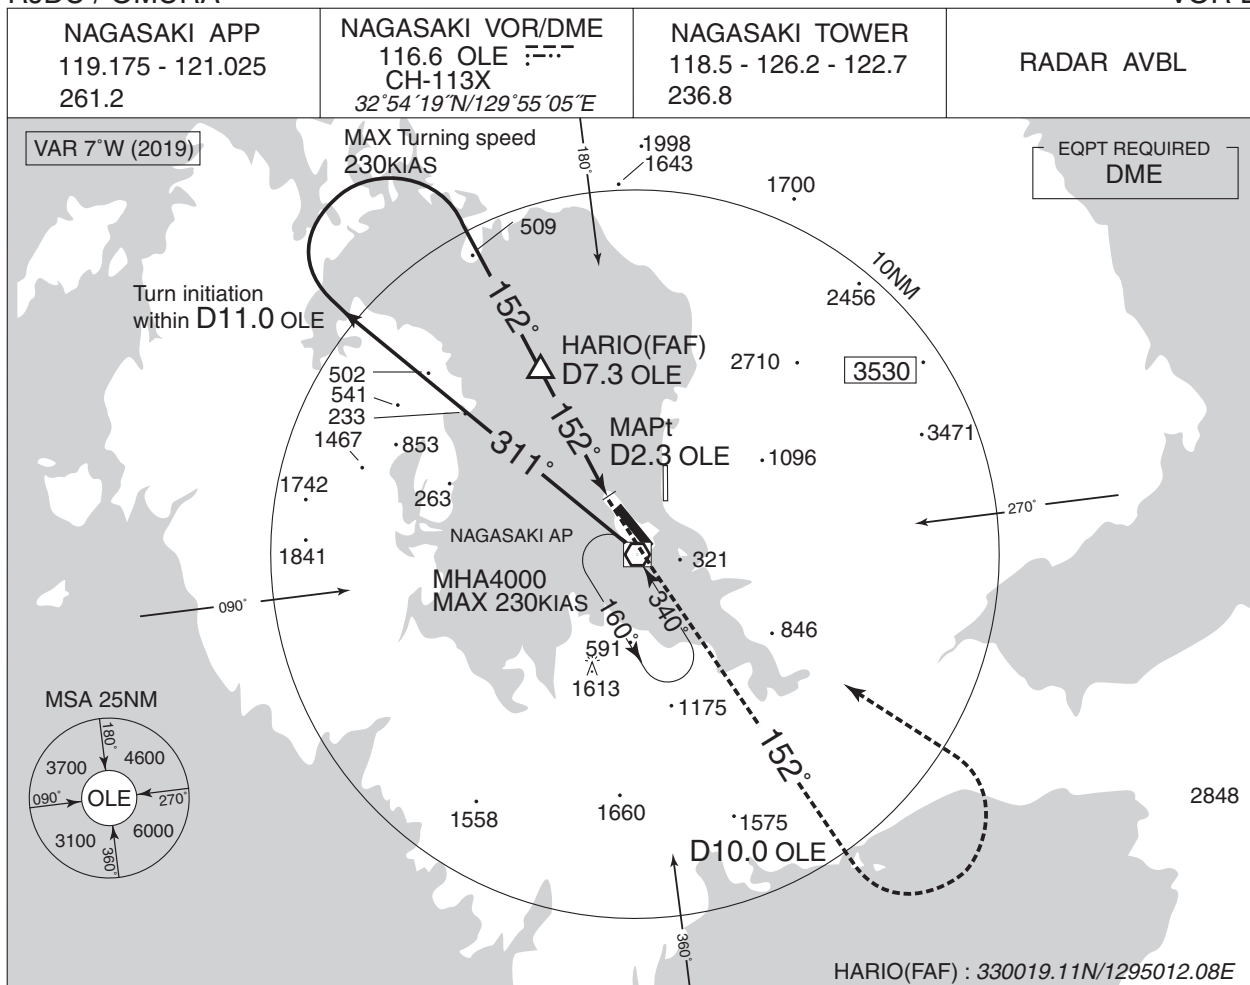 NAGASAKI APP
119.175 - 121.025
261.2
NAGASAKI VOR/DME
116.6 OLE
CH-113X
32°54´19˝N/129°55´05˝E
NAGASAKI TOWER
118.5 - 126.2 - 122.7
236.8
RADAR AVBL
VAR 7°W (2019)
MAX Turning speed
230KIAS
EQPT REQUIRED
DME
180°
1998
1643
1700
509
10NM
2456
Turn initiation
within D11.0 OLE
152°
HARIO(FAF)
D7.3 OLE
2710
3530
502
541
233
1467
853
152°
MAPt
D2.3 OLE
3471
1096
311°
1742
263
270°
1841
NAGASAKI AP
321
MHA4000
MAX 230KIAS
090°
160°
340°
846
591
1613
1175
MSA 25NM
180°
3700
4600
090°
OLE
270°
3100
6000
360°
152°
2848
1558
1660
1575
D10.0 OLE
360°
HARIO(FAF) : 330019.11N/1295012.08E